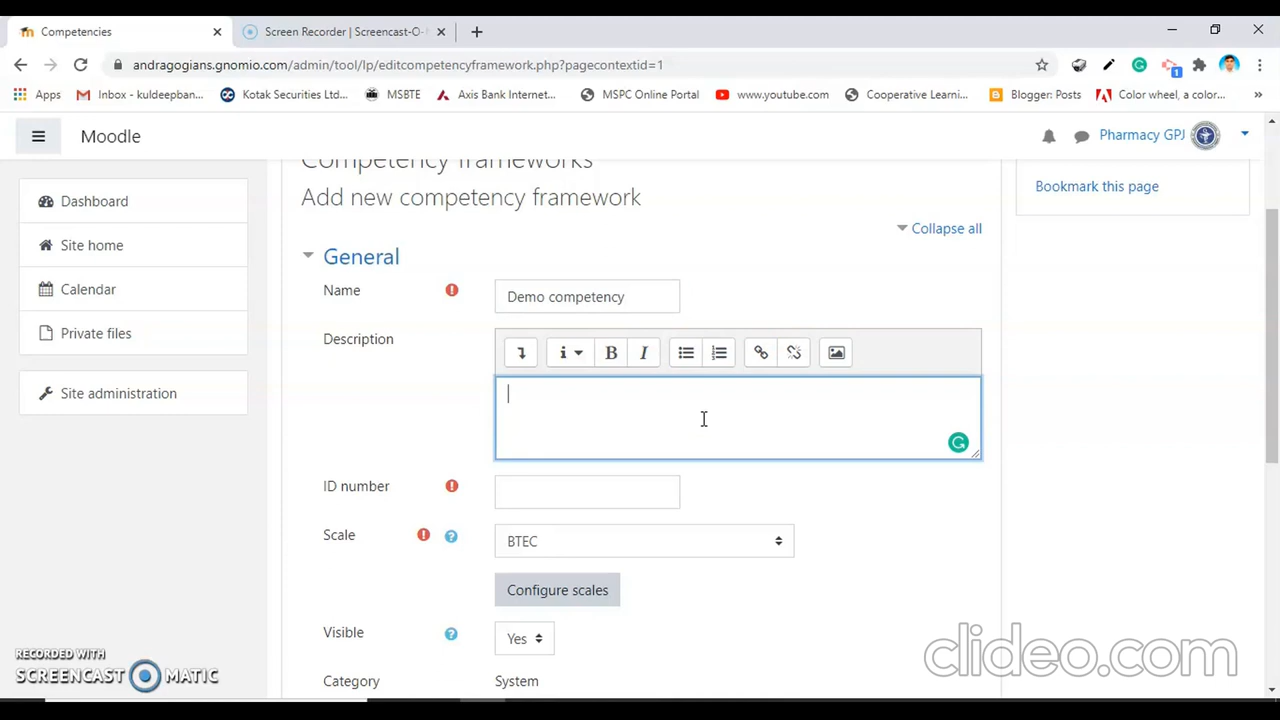 Competencies
Screen Recorder | Screencast-O-
andragogians.gnomio.com/admin/tool/lp/editcompetencyframework.php?pagecontextid=1
1
Apps
Inbox - kuldeepban...
Kotak Securities Ltd...
MSBTE
Axis Bank Internet...
MSPC Online Portal
www.youtube.com
Cooperative Learni...
Blogger: Posts
Color wheel, a color...
»
Moodle
Pharmacy GPJ
Dashboard
Site home
Calendar
Private files
Site administration
Competency frameworks
Add new competency framework
Bookmark this page
Collapse all
General
Name
Demo competency
Description
i
B
I
ID number
Scale
BTEC
Configure scales
Visible
Yes
Category
System
RECORDED WITH
SCREENCAST MATIC
clideo.com